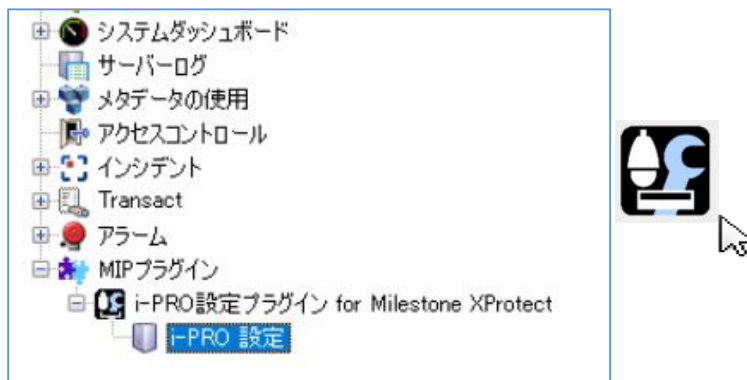 システムダッシュボード
サーバーログ
メタデータの使用
アクセスコントロール
インシデント
Transact
アラーム
MIPプラグイン
i-PRO設定プラグイン for Milestone XProtect
i-PRO 設定